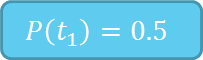 P(t₁) = 0.5